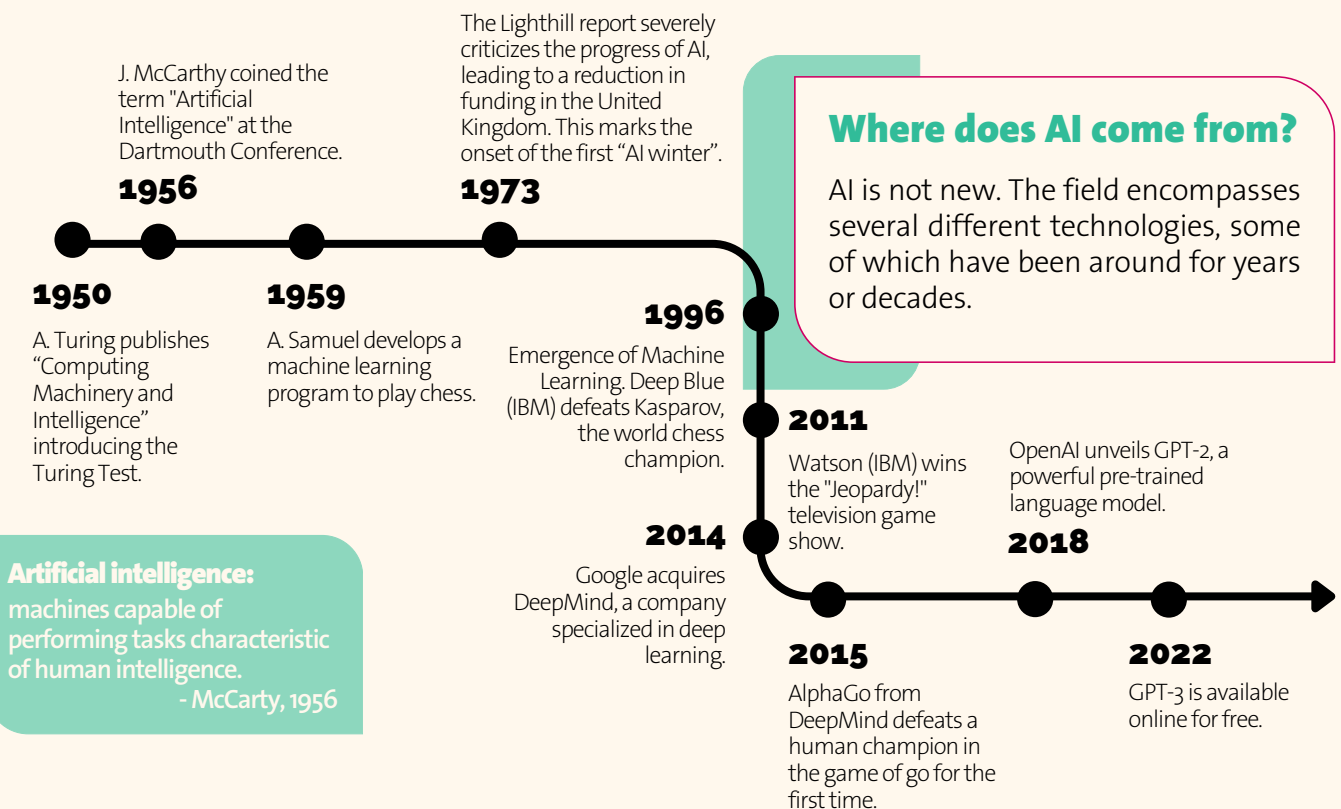 J. McCarthy coined the
term "Artificial
Intelligence" at the
Dartmouth Conference.
1956
The Lighthill report severely
criticizes the progress of AI,
leading to a reduction in
funding in the United
Kingdom. This marks the
onset of the first “AI winter”.
1973
Where does AI come from?
AI is not new. The field encompasses
several different technologies, some
of which have been around for years
or decades.
1950
A. Turing publishes
“Computing
Machinery and
Intelligence”
introducing the
Turing Test.
1959
A. Samuel develops a
machine learning
program to play chess.
1996
Emergence of Machine
Learning. Deep Blue
(IBM) defeats Kasparov,
the world chess
champion.
2011
Watson (IBM) wins
the "Jeopardy!"
television game
show.
2014
Google acquires
DeepMind, a company
specialized in deep
learning.
OpenAI unveils GPT-2, a
powerful pre-trained
language model.
2018
2015
AlphaGo from
DeepMind defeats a
human champion in
the game of go for the
first time.
2022
GPT-3 is available
online for free.
Artificial intelligence:
machines capable of
performing tasks characteristic
of human intelligence.
- McCarty, 1956